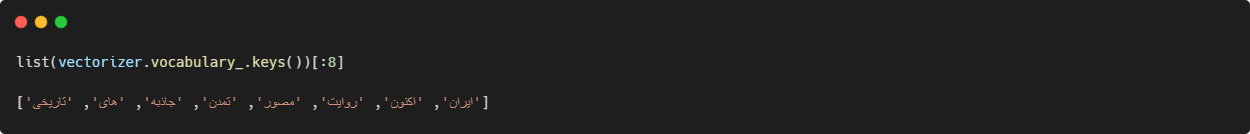 list(vectorizer.vocabulary_.keys())[:8]
['ایران', 'اکنون', 'روایت', 'مصور', 'تمدن', 'جاذبه', 'های', 'تاریخی']